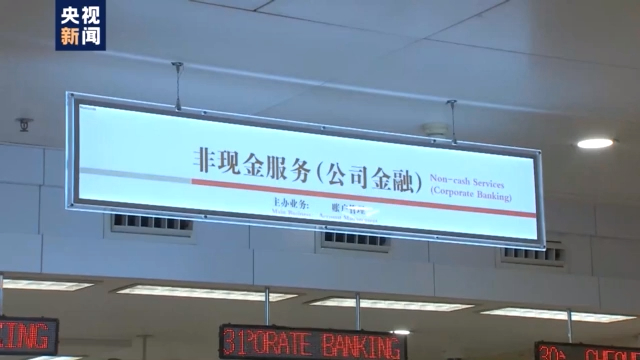 央视
新闻
非现金服务(公司金融)
Non-cash Services
(Corporate Banking)
主办业务:
Main Business:
KING
31°ORATE BANKING